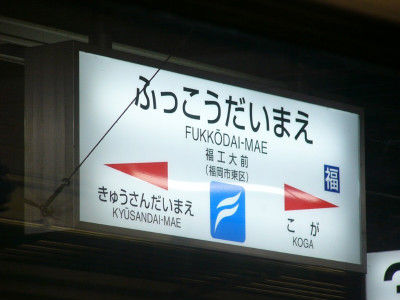 ふっこうだいまえ
FUKKŌDAI-MAE
福工大前
(福岡市東区)
福
きゅうさんだいまえ
KYŪSANDAI-MAE
こが
KOGA